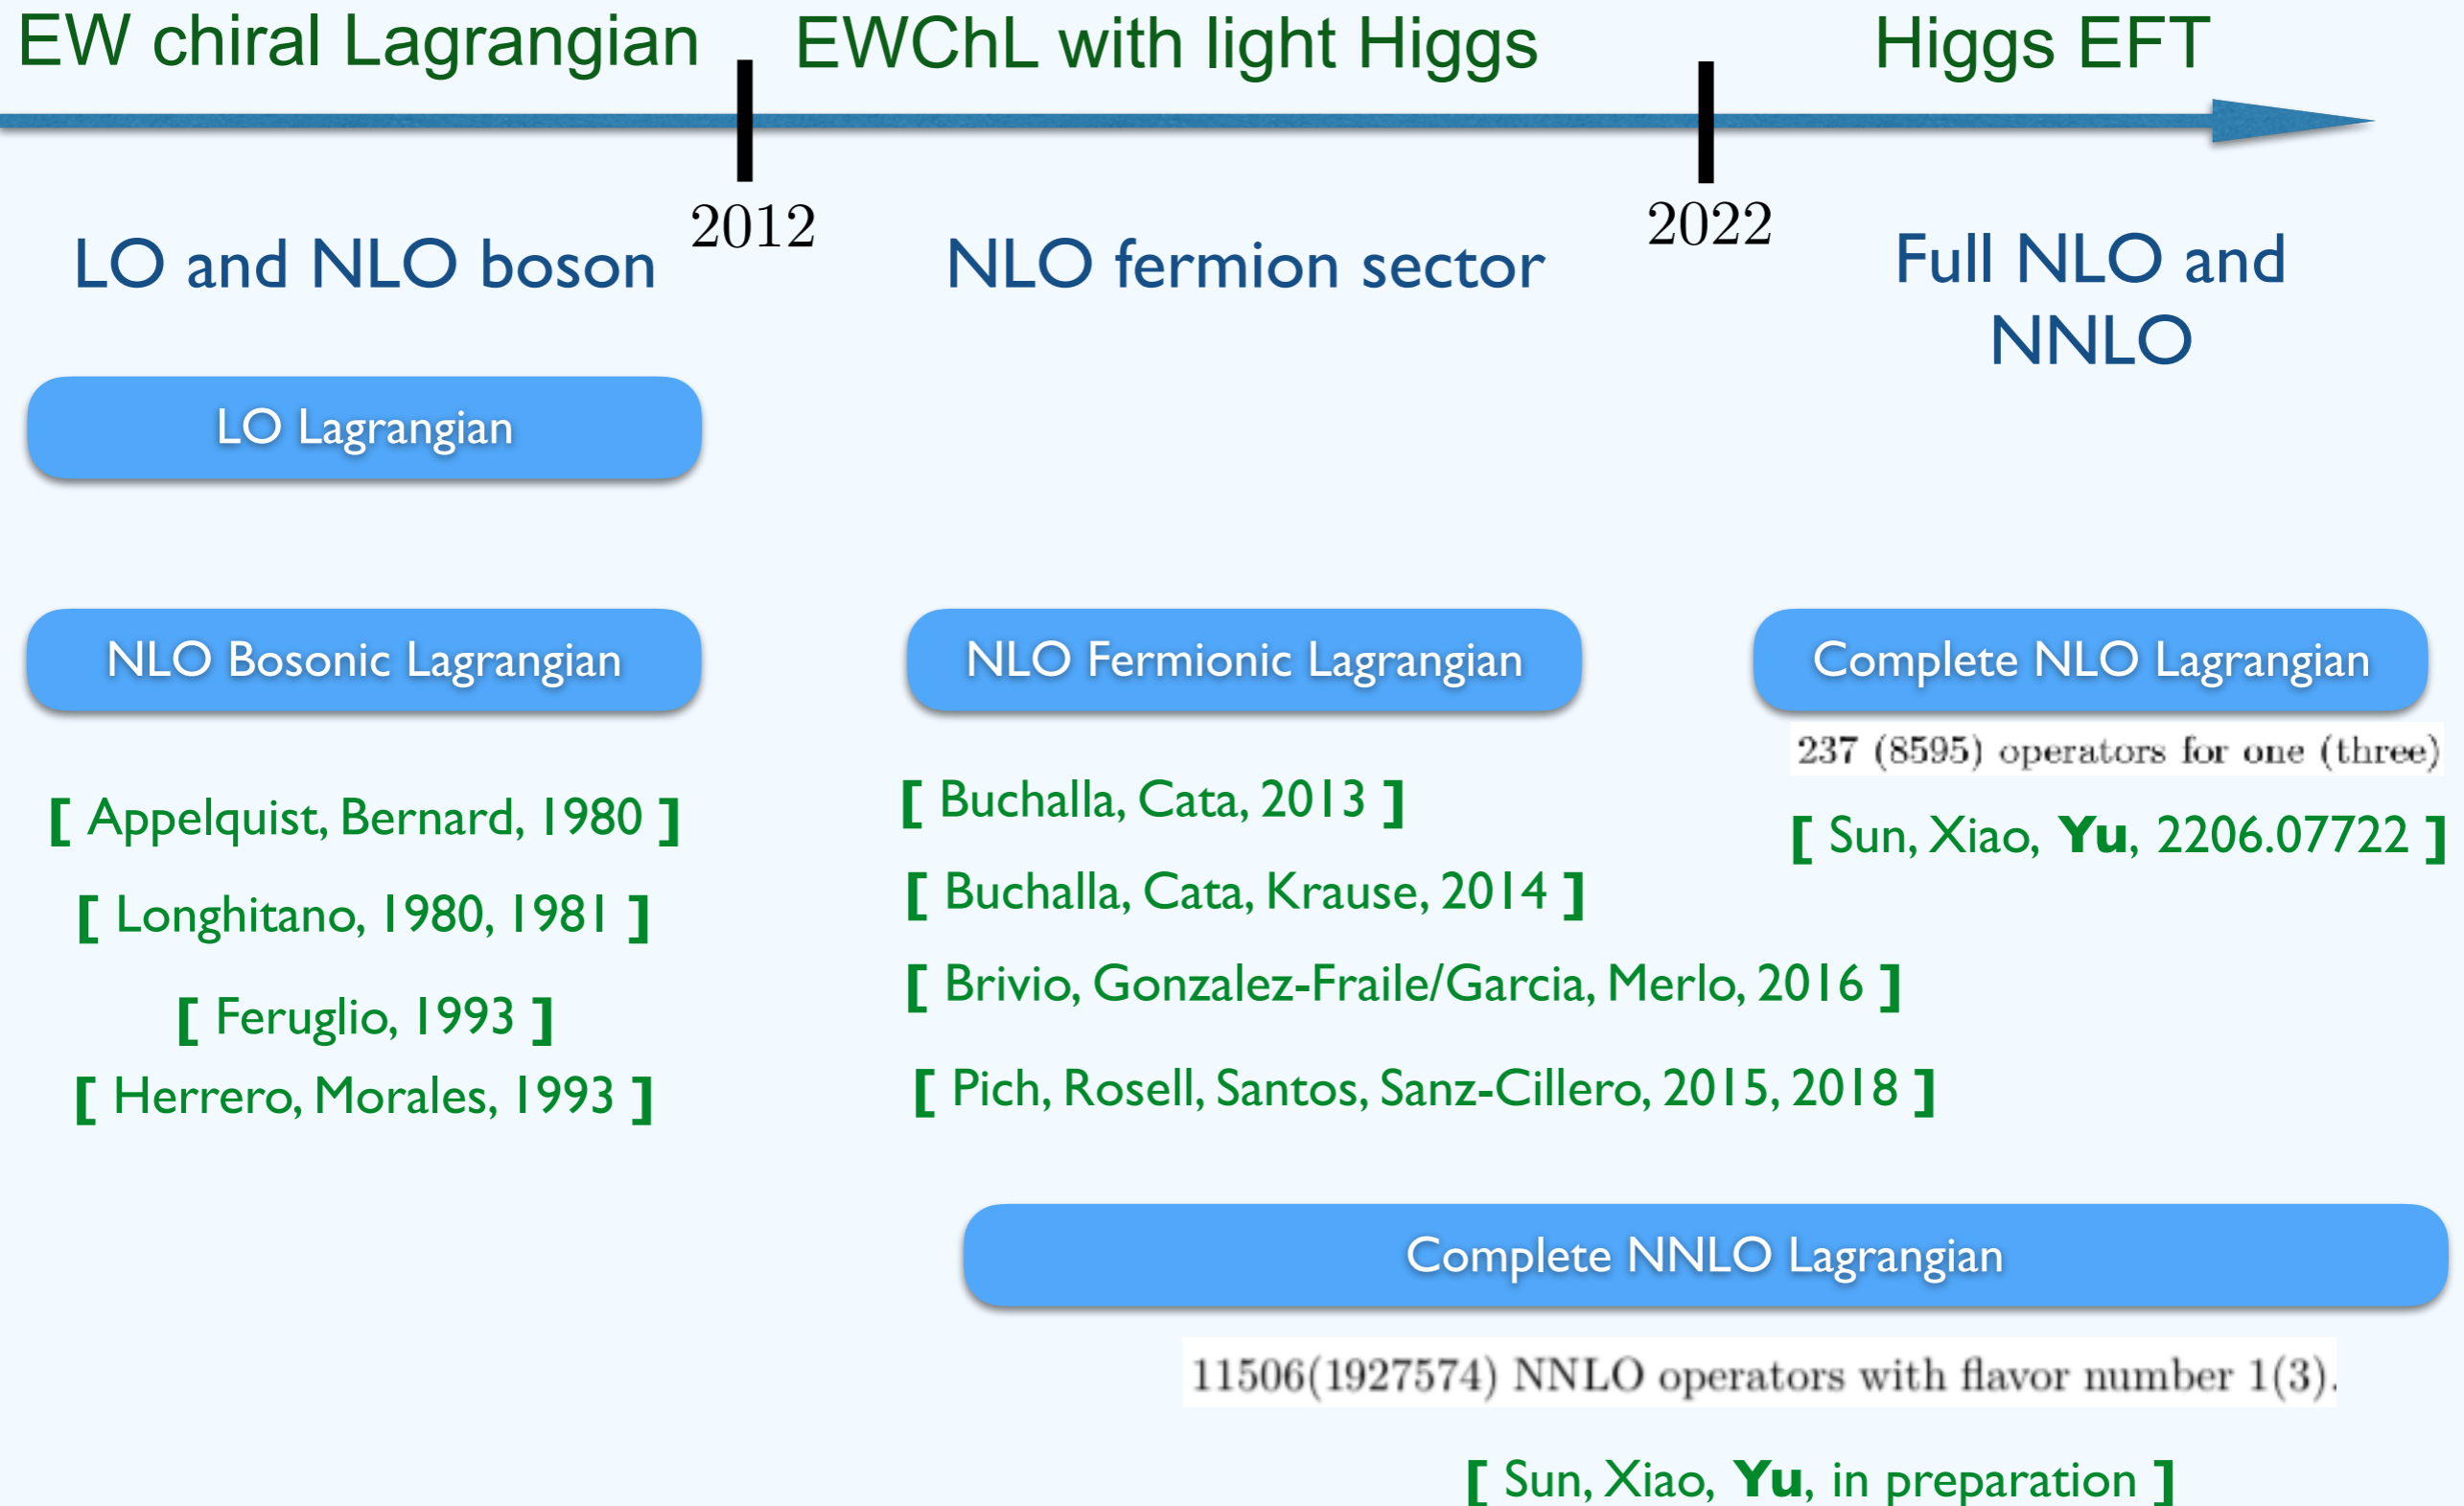 EW chiral Lagrangian
EWChL with light Higgs
Higgs EFT
2012
2022
LO and NLO boson
NLO fermion sector
Full NLO and
NNLO
LO Lagrangian
NLO Bosonic Lagrangian
NLO Fermionic Lagrangian
Complete NLO Lagrangian
237 (8595) operators for one (three)
[ Appelquist, Bernard, 1980 ]
[ Longhitano, 1980, 1981 ]
[ Feruglio, 1993 ]
[ Herrero, Morales, 1993 ]
[ Buchalla, Cata, 2013 ]
[ Buchalla, Cata, Krause, 2014 ]
[ Brivio, Gonzalez-Fraile/Garcia, Merlo, 2016 ]
[ Pich, Rosell, Santos, Sanz-Cillero, 2015, 2018 ]
[ Sun, Xiao, Yu, 2206.07722 ]
Complete NNLO Lagrangian
11506(1927574) NNLO operators with flavor number 1(3).
[ Sun, Xiao, Yu, in preparation ]